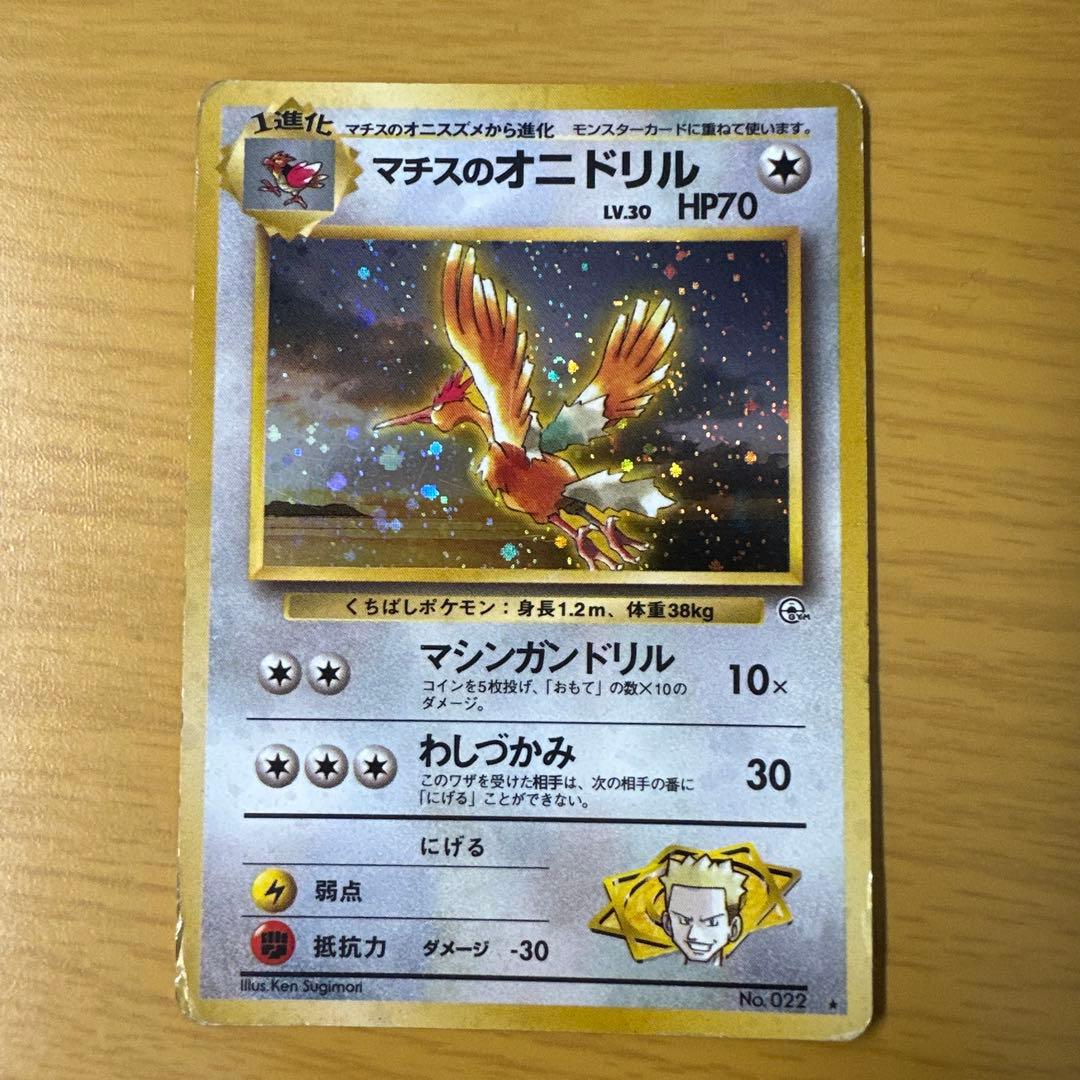 1進化
マチスのオニスズメから進化 モンスターカードに重ねて使います。
マチスのオニドリル
LV.30 HP70
くちばしポケモン：身長1.2m、体重38kg
GYM
マシンガンドリル 10×
コインを5枚投げ、「おもて」の数×10の
ダメージ。
わしづかみ 30
このワザを受けた相手は、次の相手の番に
「にげる」ことができない。
にげる
弱点
抵抗力 ダメージ -30
Illus. Ken Sugimori
No. 022 ★